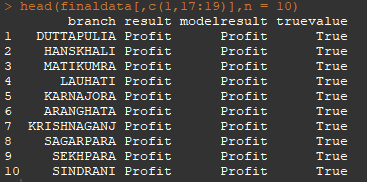 > head(finaldata[,c(1,17:19)],n = 10)
branch result modelresult truevalue
1 DUTTAPULIA Profit Profit True
2 HANSKHALI Profit Profit True
3 MATIKUMRA Profit Profit True
4 LAUHATI Profit Profit True
5 KARNAJORA Profit Profit True
6 ARANGHATA Profit Profit True
7 KRISHNAGANJ Profit Profit True
8 SAGARPARA Profit Profit True
9 SEKHPARA Profit Profit True
10 SINDRANI Profit Profit True